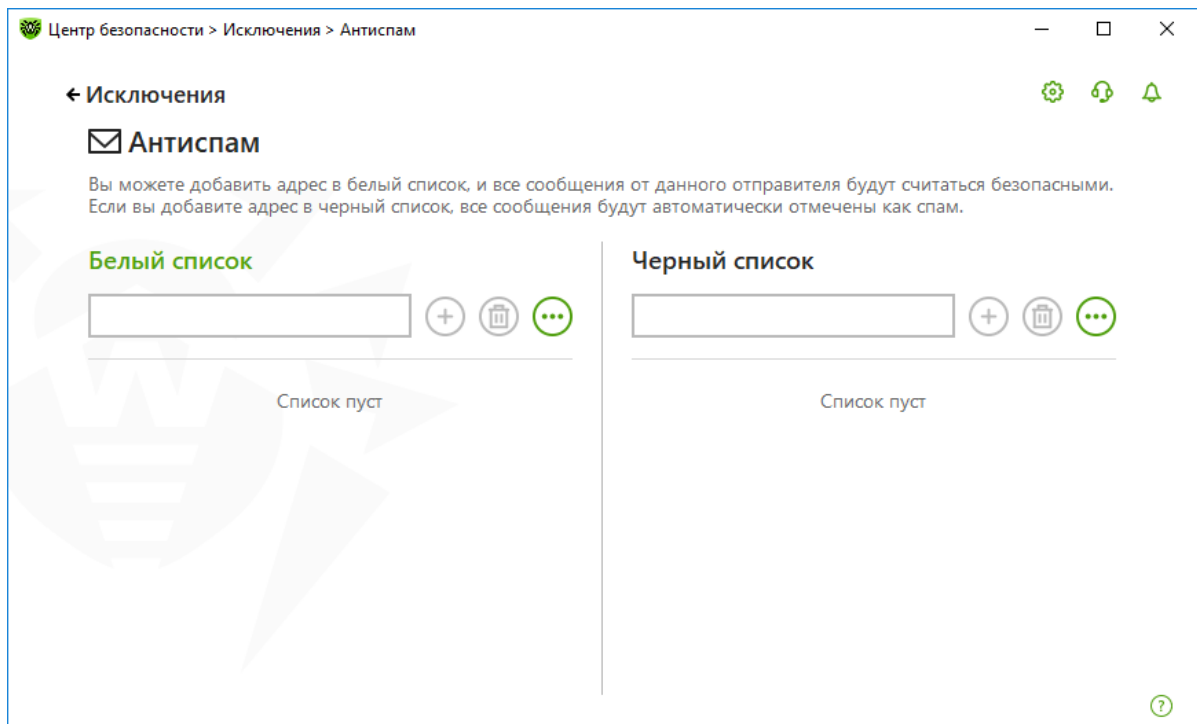 Центр безопасности > Исключения > Антиспам
Исключения
Антиспам
Вы можете добавить адрес в белый список, и все сообщения от данного отправителя будут считаться безопасными.
Если вы добавите адрес в черный список, все сообщения будут автоматически отмечены как спам.
Белый список
Список пуст
Черный список
Список пуст